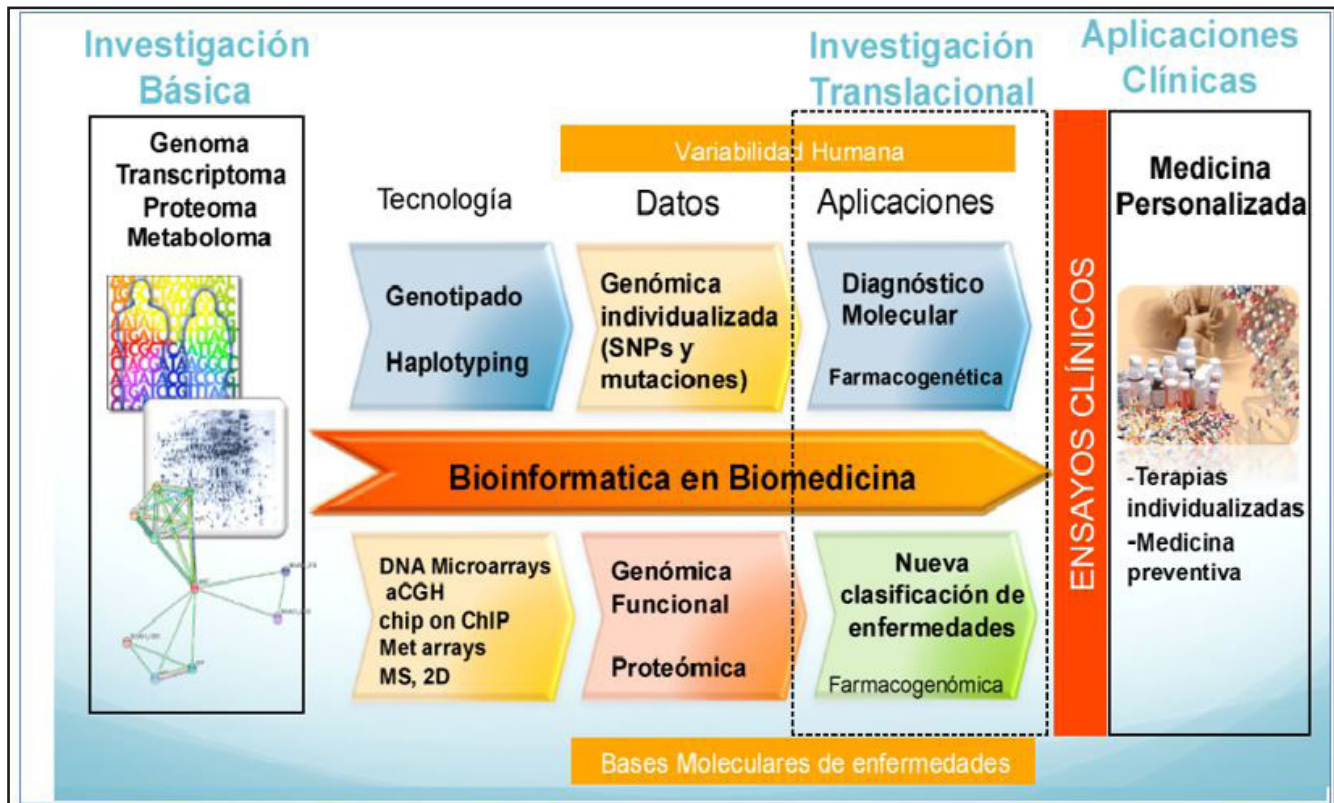 Investigación
Básica
Investigación
Translacional
Aplicaciones
Clínicas
Genoma
Transcriptoma
Proteoma
Metaboloma
Variabilidad Humana
Tecnología
Datos
Aplicaciones
Genotipado
Haplotyping
Genómica
individualizada
(SNPs y
mutaciones)
Diagnóstico
Molecular
Farmacogenética
Bioinformatica en Biomedicina
DNA Microarrays
aCGH
chip on ChIP
Met arrays
MS, 2D
Genómica
Funcional
Proteómica
Nueva
clasificación de
enfermedades
Farmacogenómica
Bases Moleculares de enfermedades
ENSAYOS CLÍNICOS
Medicina
Personalizada
-Terapias
individualizadas
-Medicina
preventiva